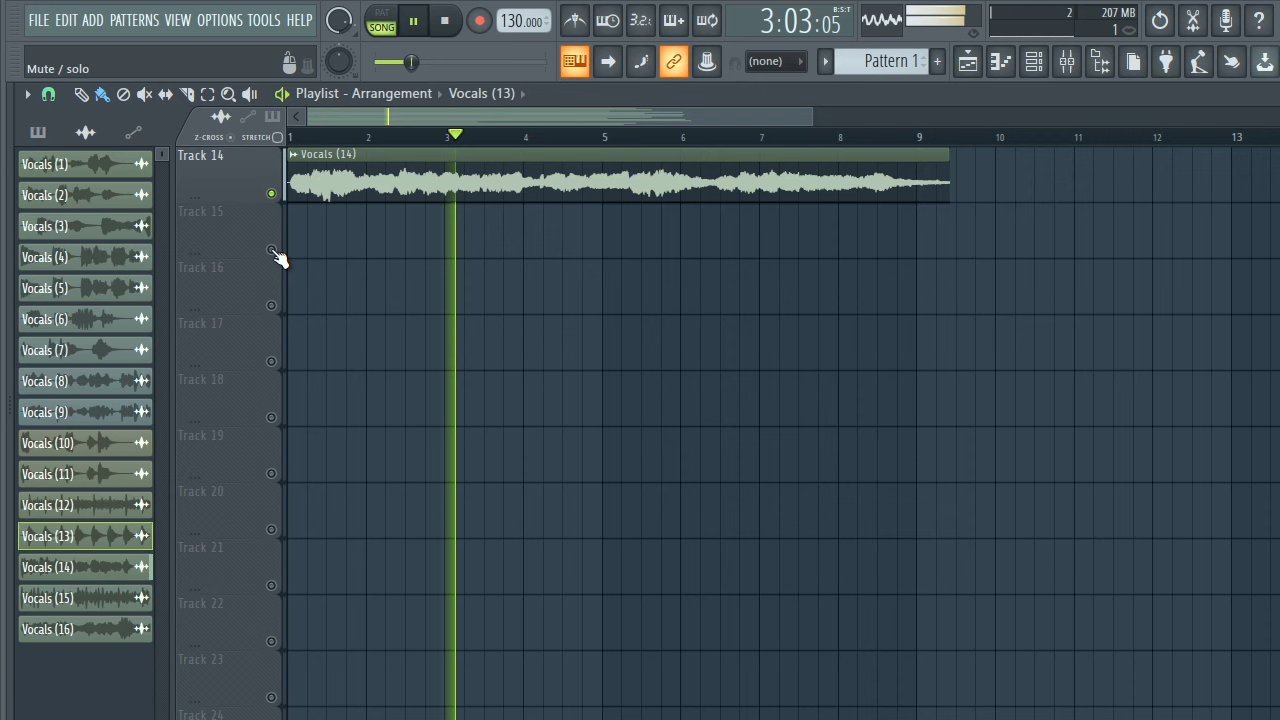 FILE EDIT ADD PATTERNS VIEW OPTIONS TOOLS HELP
PAT
SONG
130.000
3.2.
3:03:05
B:S:T
2
207 MB
1
Mute / solo
(none)
Pattern 1
+
Playlist - Arrangement
Vocals (13)
Z-CROSS
STRETCH
1 2 3 4 5 6 7 8 9 10 11 12 13
Vocals (1)
Vocals (2)
Vocals (3)
Vocals (4)
Vocals (5)
Vocals (6)
Vocals (7)
Vocals (8)
Vocals (9)
Vocals (10)
Vocals (11)
Vocals (12)
Vocals (13)
Vocals (14)
Vocals (15)
Vocals (16)
Track 14
Vocals (14)
...
Track 15
...
Track 16
...
Track 17
...
Track 18
...
Track 19
...
Track 20
...
Track 21
...
Track 22
...
Track 23
...
Track 24